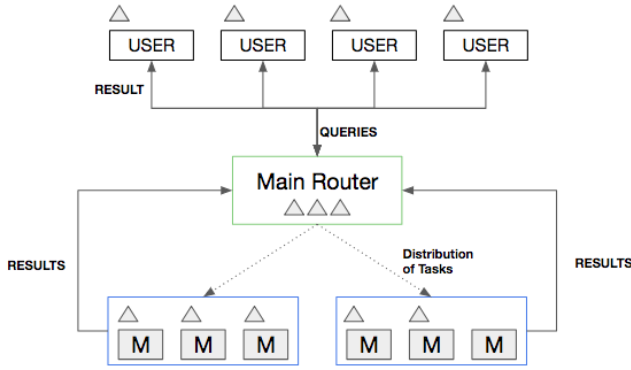 USER USER USER USER
RESULT
QUERIES
Main Router
Distribution
of Tasks
RESULTS RESULTS
M M M M M M